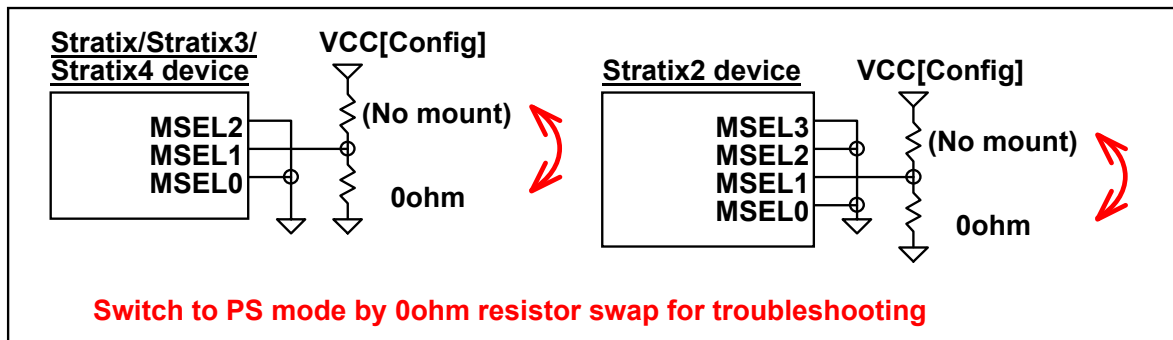 Stratix/Stratix3/
Stratix4 device
VCC[Config]
MSEL2
MSEL1
MSEL0
(No mount)
0ohm
Stratix2 device
VCC[Config]
MSEL3
MSEL2
MSEL1
MSEL0
(No mount)
0ohm
Switch to PS mode by 0ohm resistor swap for troubleshooting